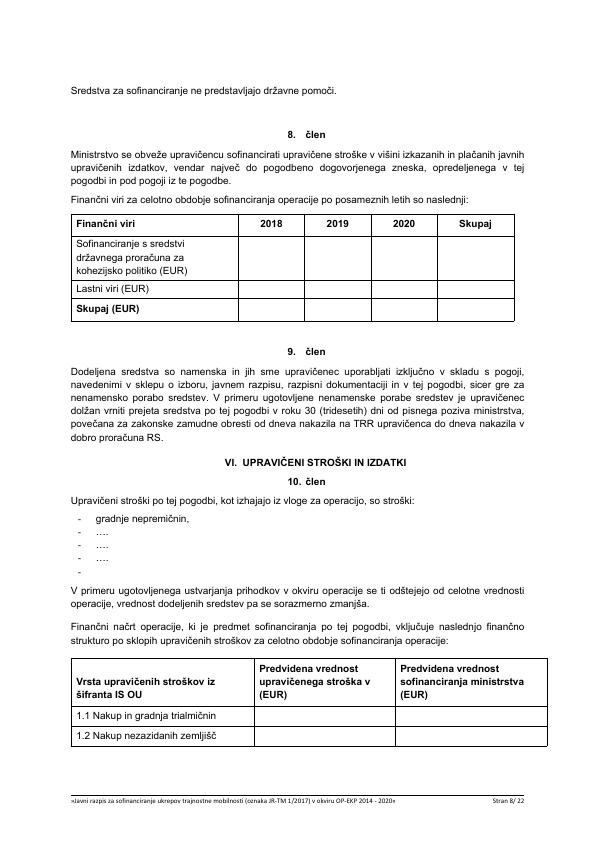 Sredstva za sofinanciranje ne predstavljajo državne pomoči.
8. člen
Ministrstvo se obveže upravičencu sofinancirati upravičene stroške v višini izkazanih in plačanih javnih
upravičenih izdatkov, vendar največ do pogodbeno dogovorjenega zneska, opredeljenega v tej
pogodbi in pod pogoji iz te pogodbe.
Finančni viri za celotno obdobje sofinanciranja operacije po posameznih letih so naslednji:
Finančni viri 2018 2019 2020 Skupaj
Sofinanciranje s sredstvi
državnega proračuna za
kohezijsko politiko (EUR)
Lastni viri (EUR)
Skupaj (EUR)
9. člen
Dodeljena sredstva so namenska in jih sme upravičenec uporabljati izključno v skladu s pogoji,
navedenimi v sklepu o izboru, javnem razpisu, razpisni dokumentaciji in v tej pogodbi, sicer gre za
nenamensko porabo sredstev. V primeru ugotovljene nenamenske porabe sredstev je upravičenec
dolžan vrniti prejeta sredstva po tej pogodbi v roku 30 (tridesetih) dni od pisnega poziva ministrstva,
povečana za zakonske zamudne obresti od dneva nakazila na TRR upravičenca do dneva nakazila v
dobro proračuna RS.
VI. UPRAVIČENI STROŠKI IN IZDATKI
10. člen
Upravičeni stroški po tej pogodbi, kot izhajajo iz vloge za operacijo, so stroški:
- gradnje nepremičnin,
- ….
- ….
- ….
-
V primeru ugotovljenega ustvarjanja prihodkov v okviru operacije se ti odštejejo od celotne vrednosti
operacije, vrednost dodeljenih sredstev pa se sorazmerno zmanjša.
Finančni načrt operacije, ki je predmet sofinanciranja po tej pogodbi, vključuje naslednjo finančno
strukturo po sklopih upravičenih stroškov za celotno obdobje sofinanciranja operacije:
Vrsta upravičenih stroškov iz
šifranta IS OU
Predvidena vrednost
upravičenega stroška v
(EUR)
Predvidena vrednost
sofinanciranja ministrstva
(EUR)
1.1 Nakup in gradnja trialmičnin
1.2 Nakup nezazidanih zemljišč
»Javni razpis za sofinanciranje ukrepov trajnostne mobilnosti (oznaka JR-TM 1/2017) v okviru OP-EKP 2014 - 2020« Stran 8/ 22